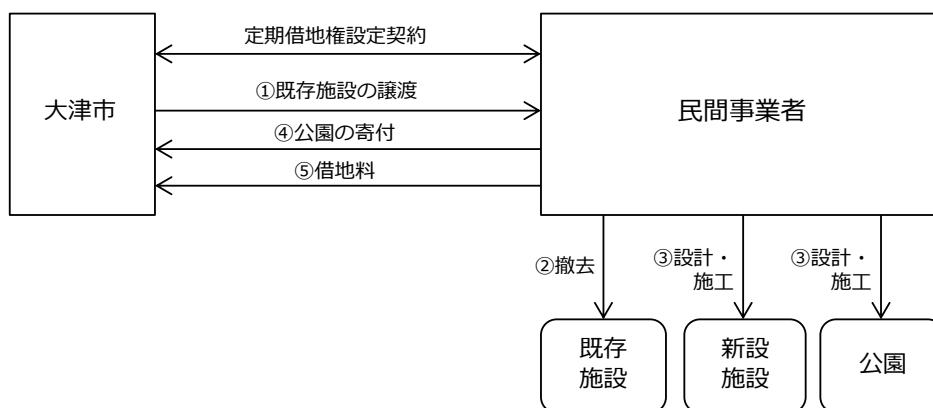 定期借地権設定契約
大津市
①既存施設の譲渡
民間事業者
④公園の寄付
⑤借地料
②撤去
③設計・
施工
③設計・
施工
既存
施設
新設
施設
公園